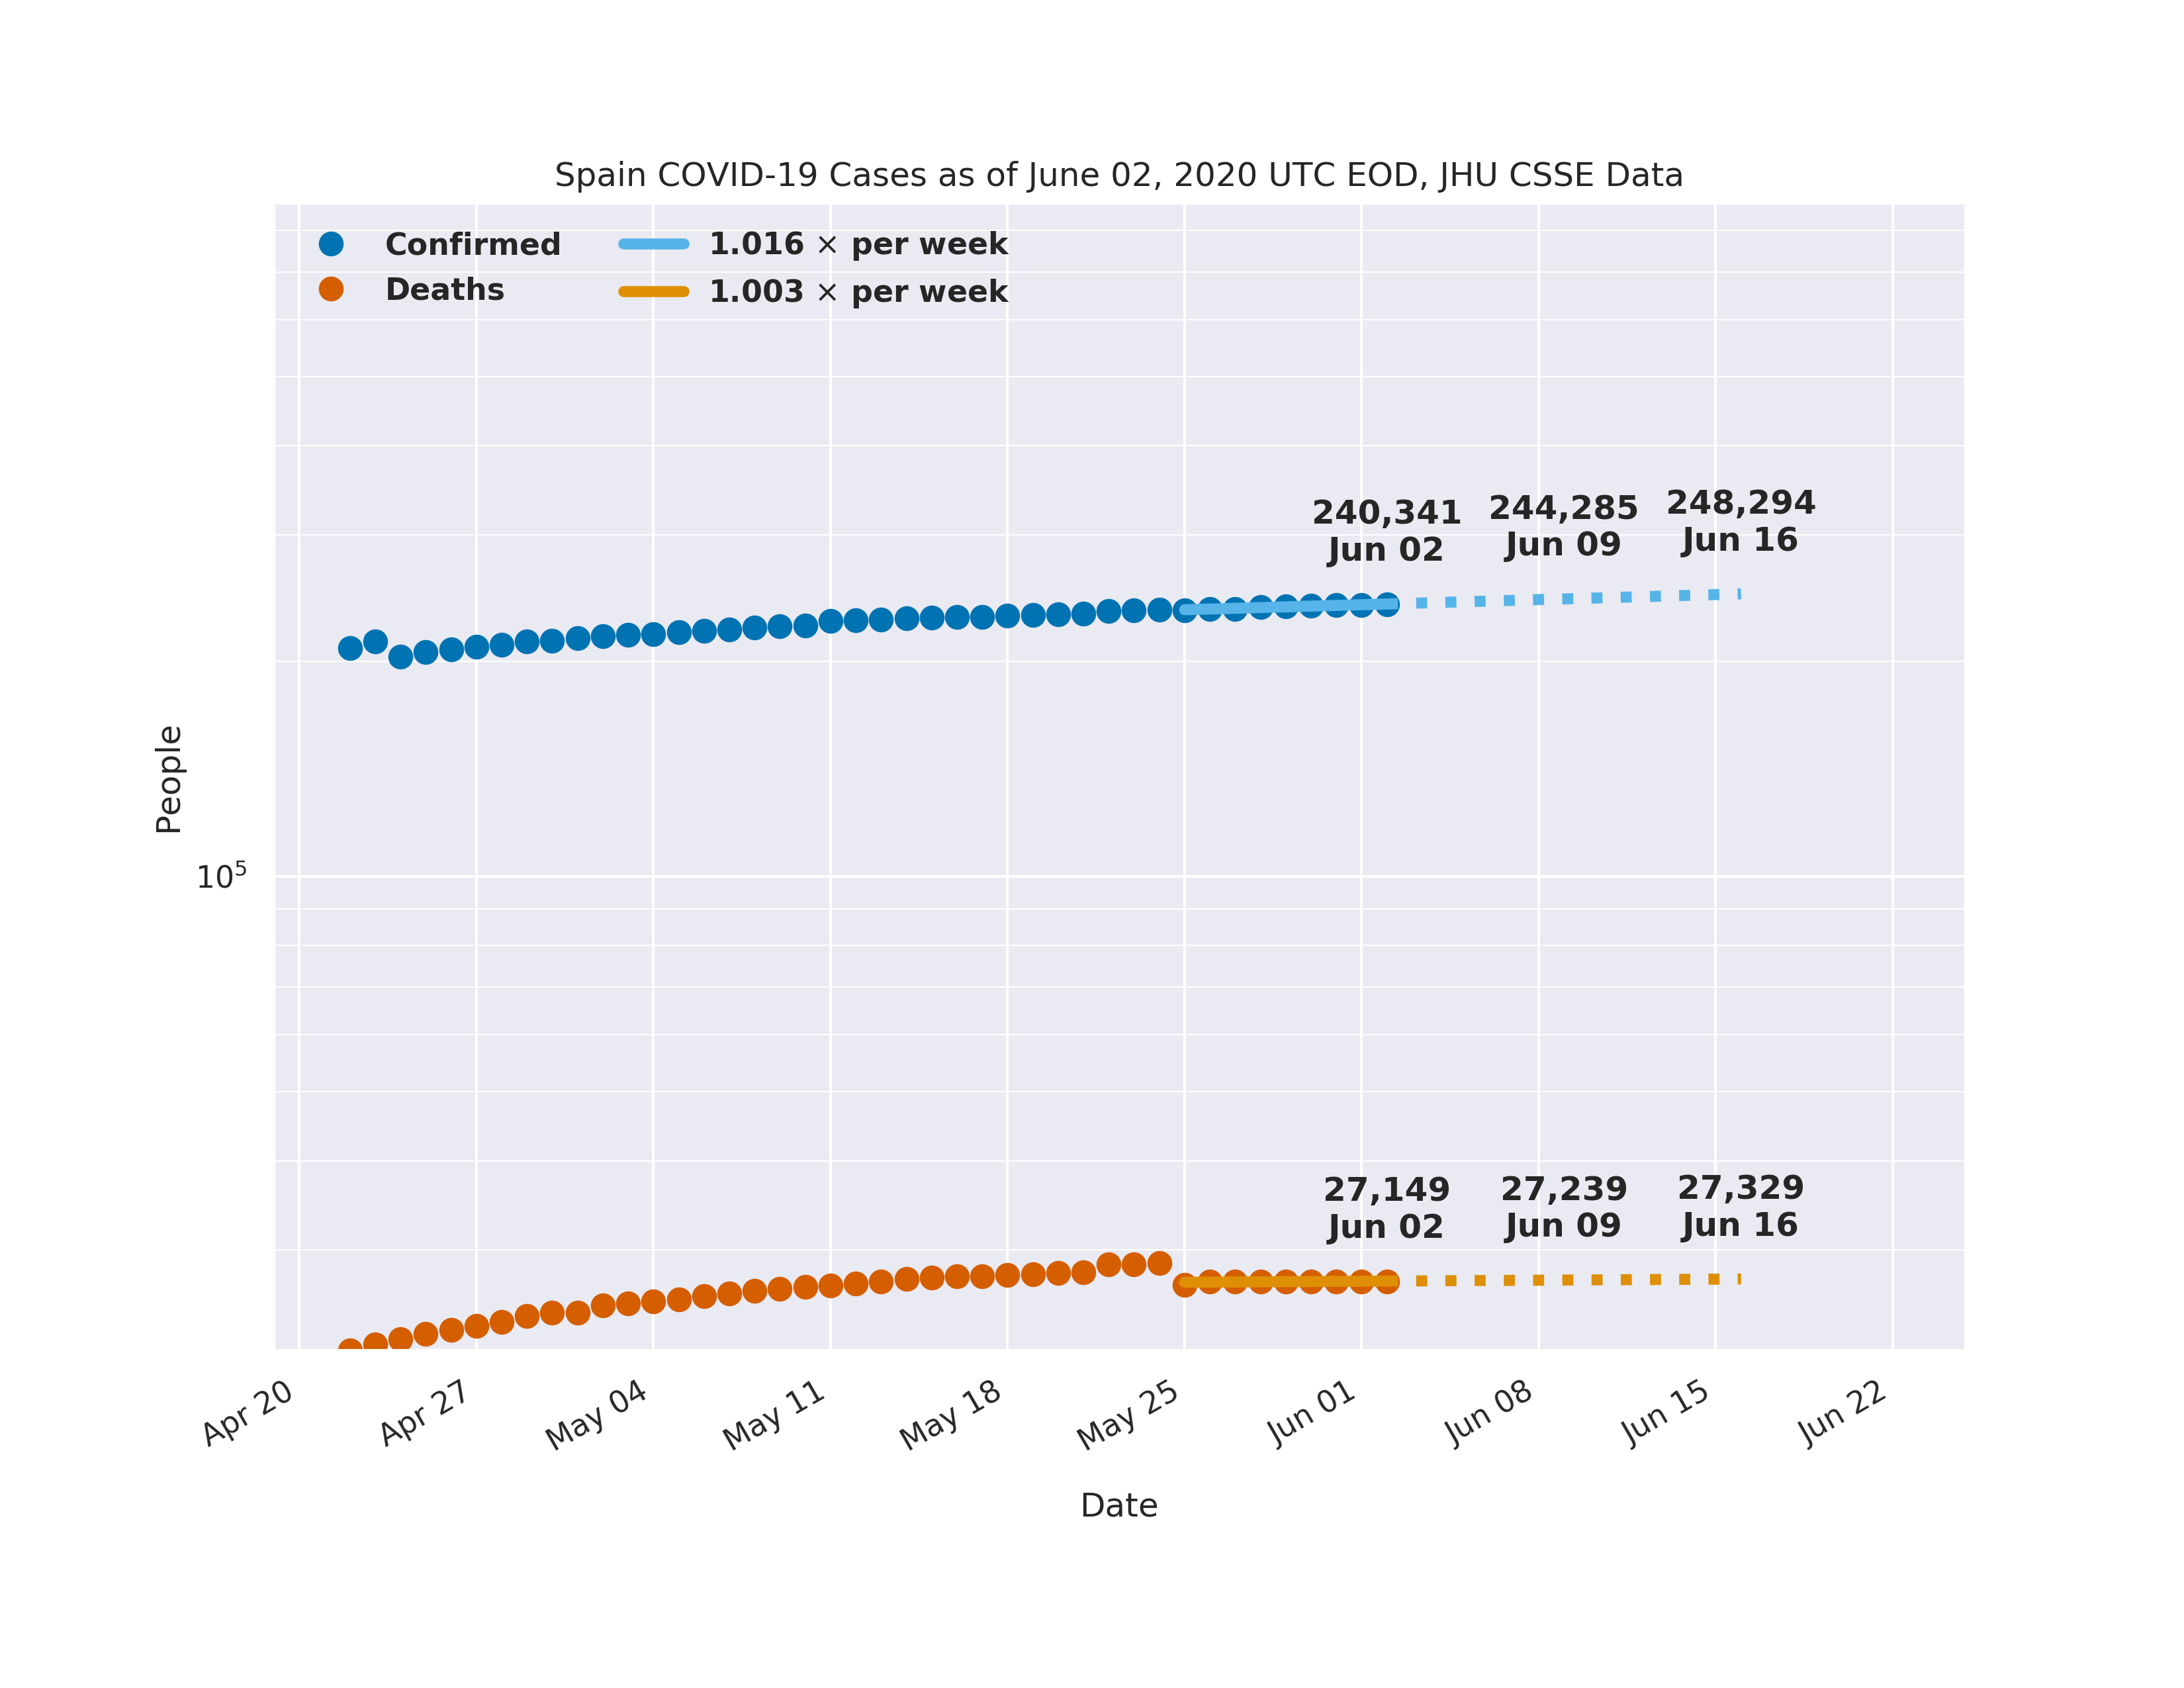 Spain COVID-19 Cases as of June 02, 2020 UTC EOD, JHU CSSE Data
Confirmed
Deaths
1.016 × per week
1.003 × per week
240,341
Jun 02
244,285
Jun 09
248,294
Jun 16
People
10⁵
27,149
Jun 02
27,239
Jun 09
27,329
Jun 16
Apr 20
Apr 27
May 04
May 11
May 18
May 25
Jun 01
Jun 08
Jun 15
Jun 22
Date